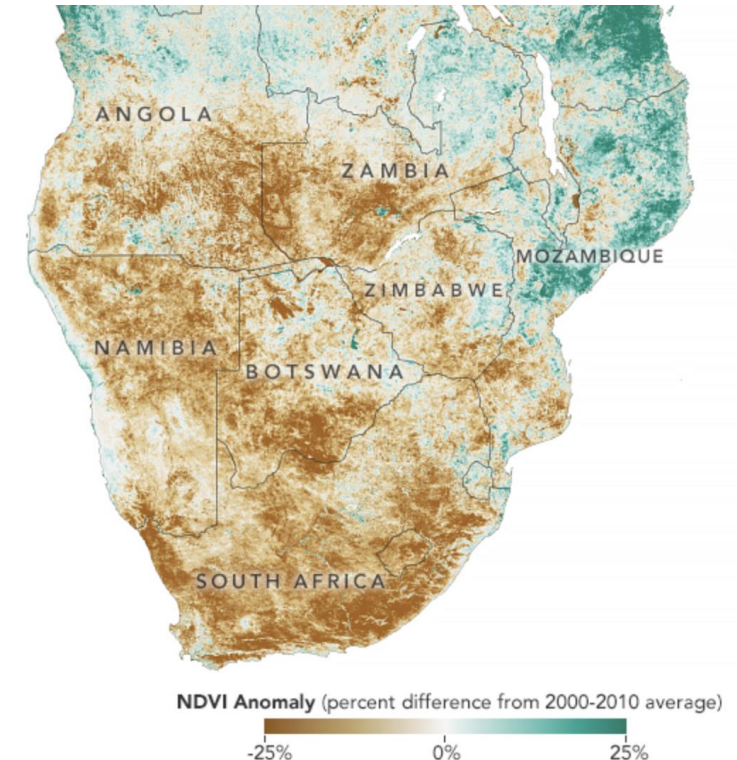 ANGOLA
ZAMBIA
MOZAMBIQUE
ZIMBABWE
NAMIBIA
BOTSWANA
SOUTH AFRICA
NDVI Anomaly (percent difference from 2000-2010 average)
-25% 0% 25%